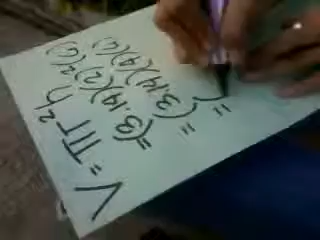 V = πr²h
= (3.14)(2)²(6)
= (3.14)(4)(6)
= (